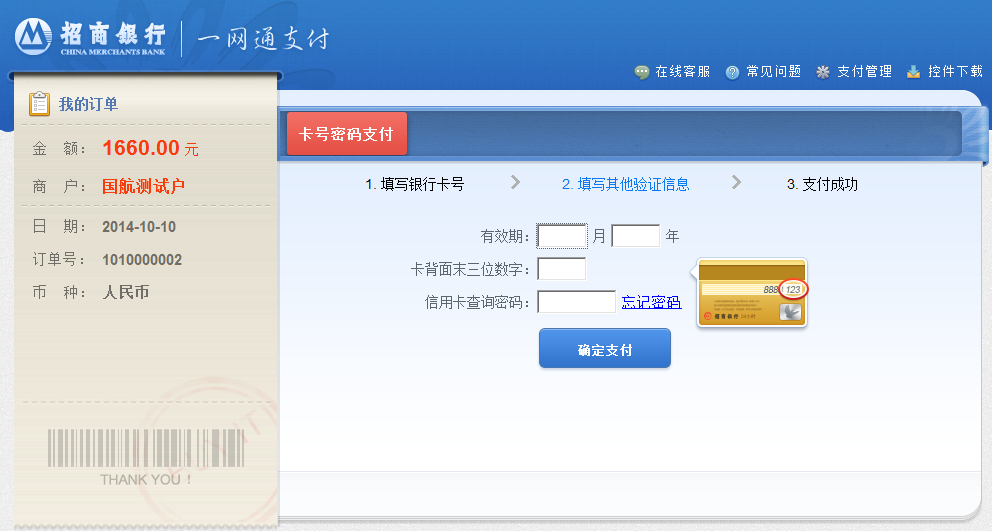 招商银行 一网通支付
CHINA MERCHANTS BANK
在线客服 常见问题 支付管理 控件下载
我的订单
金 额： 1660.00 元
商 户： 国航测试户
日 期： 2014-10-10
订单号： 1010000002
币 种： 人民币
THANK YOU !
卡号密码支付
1. 填写银行卡号 2. 填写其他验证信息 3. 支付成功
有效期： 月 年
卡背面末三位数字：
信用卡查询密码： 忘记密码
888 123
招商银行
确定支付